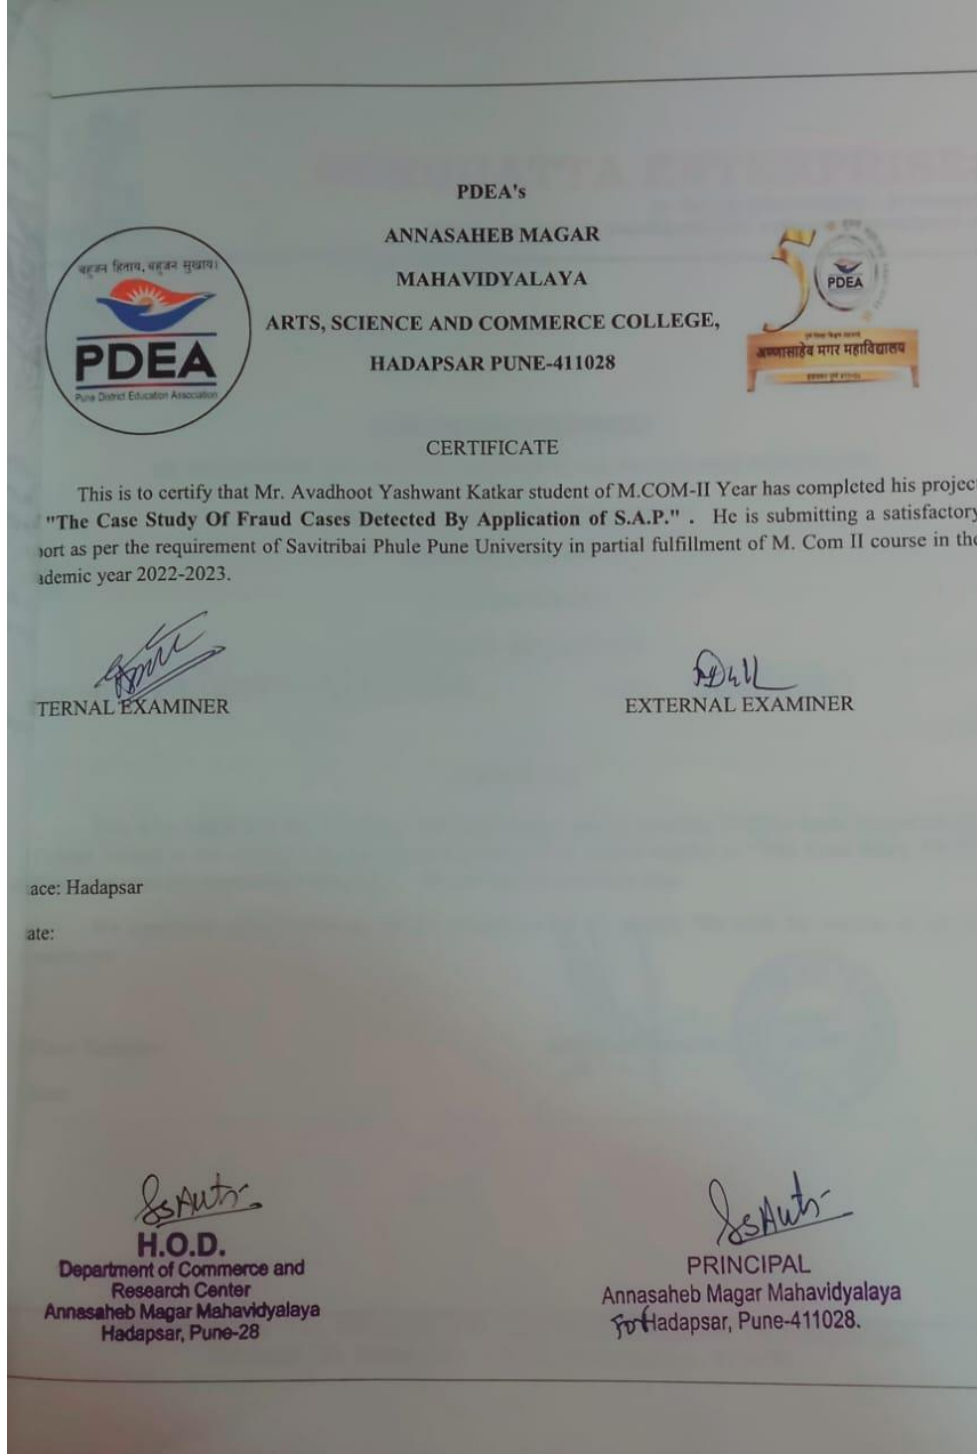 PDEA's
ANNASAHEB MAGAR
MAHAVIDYALAYA
ARTS, SCIENCE AND COMMERCE COLLEGE,
HADAPSAR PUNE-411028
बहुजन हिताय, बहुजन सुखाय।
PDEA
Pune District Education Association
50
PDEA
अण्णासाहेब मगर महाविद्यालय
CERTIFICATE
This is to certify that Mr. Avadhoot Yashwant Katkar student of M.COM-II Year has completed his project
"The Case Study Of Fraud Cases Detected By Application of S.A.P." . He is submitting a satisfactory
port as per the requirement of Savitribai Phule Pune University in partial fulfillment of M. Com II course in the
ademic year 2022-2023.
TERNAL EXAMINER
EXTERNAL EXAMINER
ace: Hadapsar
ate:
H.O.D.
Department of Commerce and
Research Center
Annasaheb Magar Mahavidyalaya
Hadapsar, Pune-28
PRINCIPAL
Annasaheb Magar Mahavidyalaya
For Hadapsar, Pune-411028.